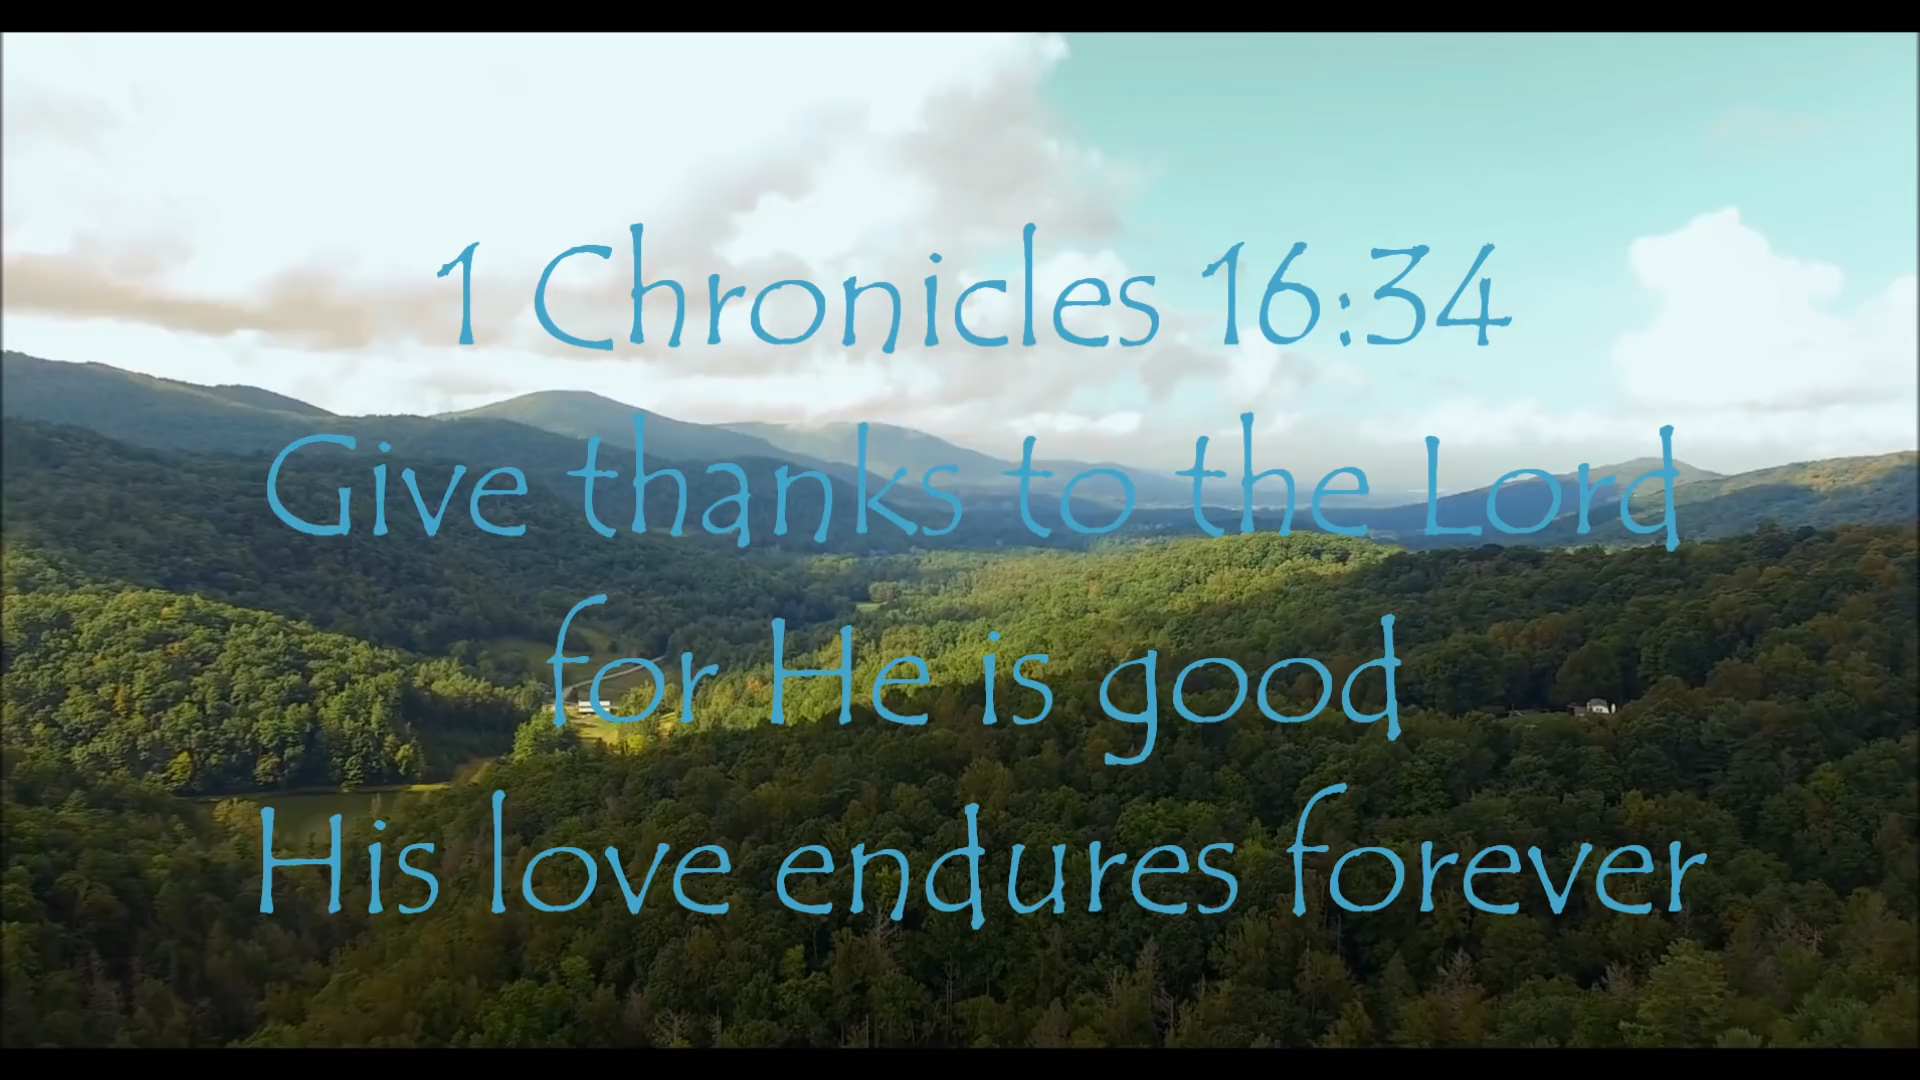 1 Chronicles 16:34
Give thanks to the Lord
for He is good
His love endures forever